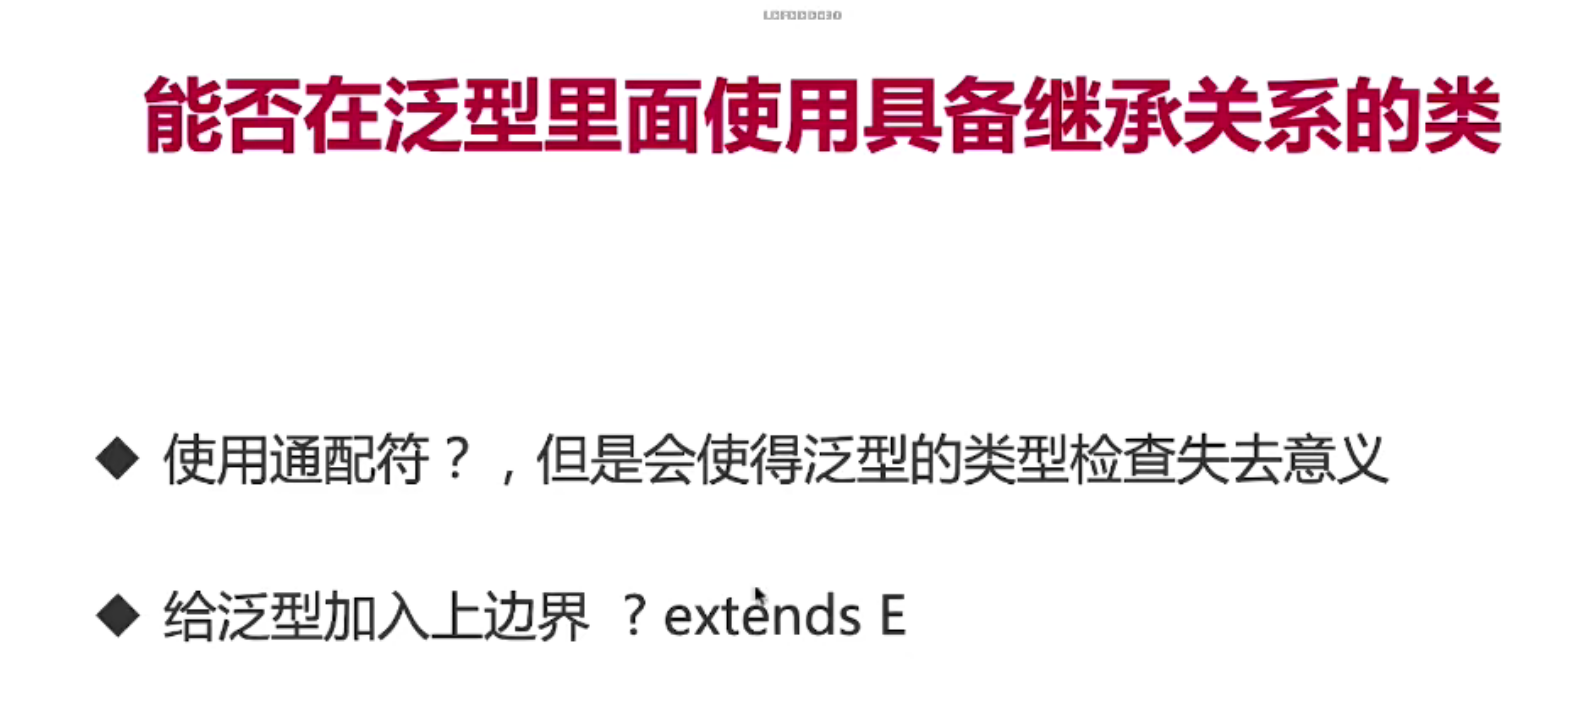 能否在泛型里面使用具备继承关系的类
使用通配符？，但是会使得泛型的类型检查失去意义
给泛型加入上边界 ？extends E